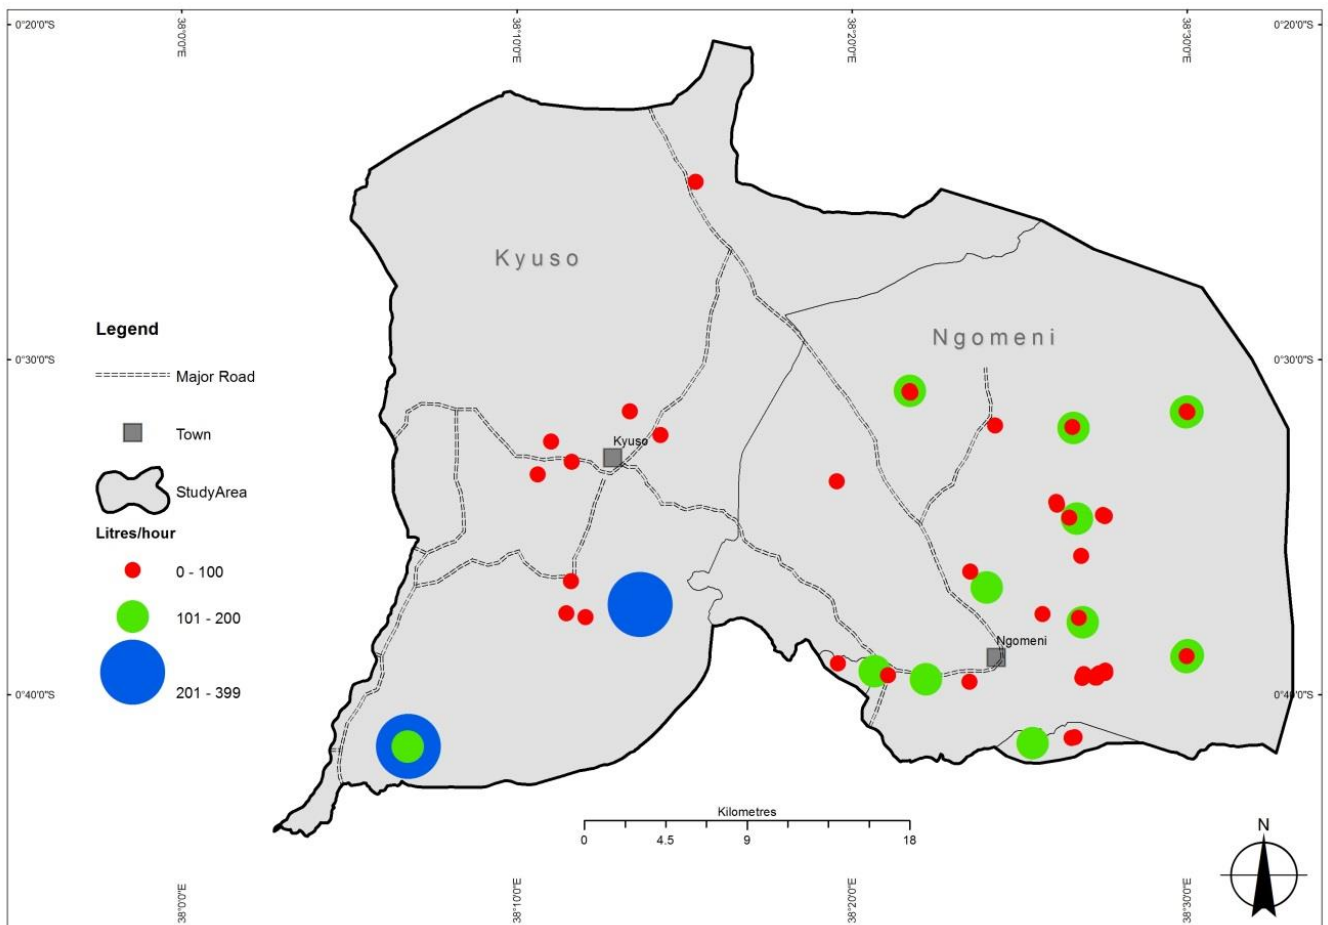 0°20'0"S
38°0'0"E
38°10'0"E
38°20'0"E
38°30'0"E
0°20'0"S
Kyuso
Legend
Ngomeni
0°30'0"S
0°30'0"S
Major Road
Town
Kyuso
StudyArea
Litres/hour
0 - 100
101 - 200
Ngomeni
201 - 399
0°40'0"S
0°40'0"S
Kilometres
0
4.5
9
18
N
38°0'0"E
38°10'0"E
38°20'0"E
38°30'0"E